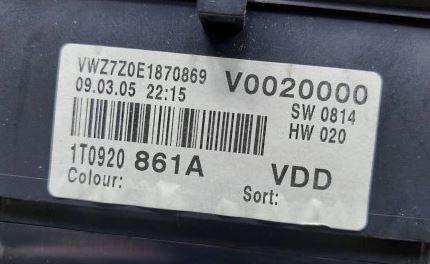 VWZ7Z0E1870869 V0020000
09.03.05 22:15 SW 0814
HW 020
1T0920 861A VDD
Colour: Sort: